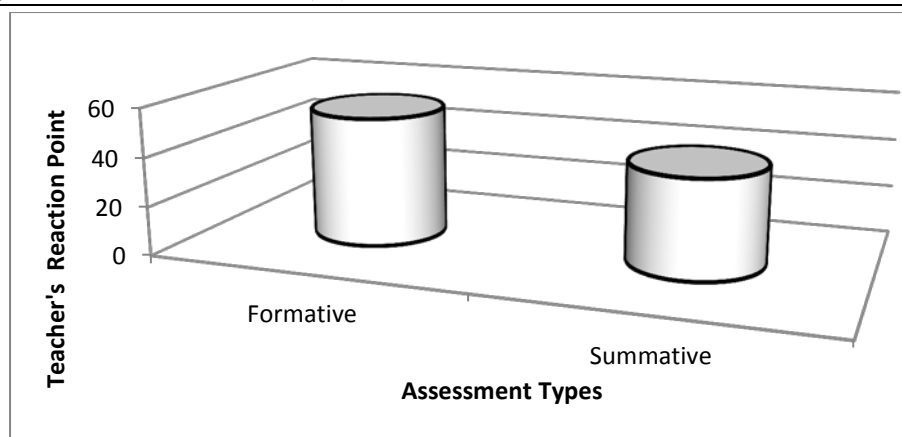 Teacher's Reaction Point
60
40
20
0
Formative
Summative
Assessment Types